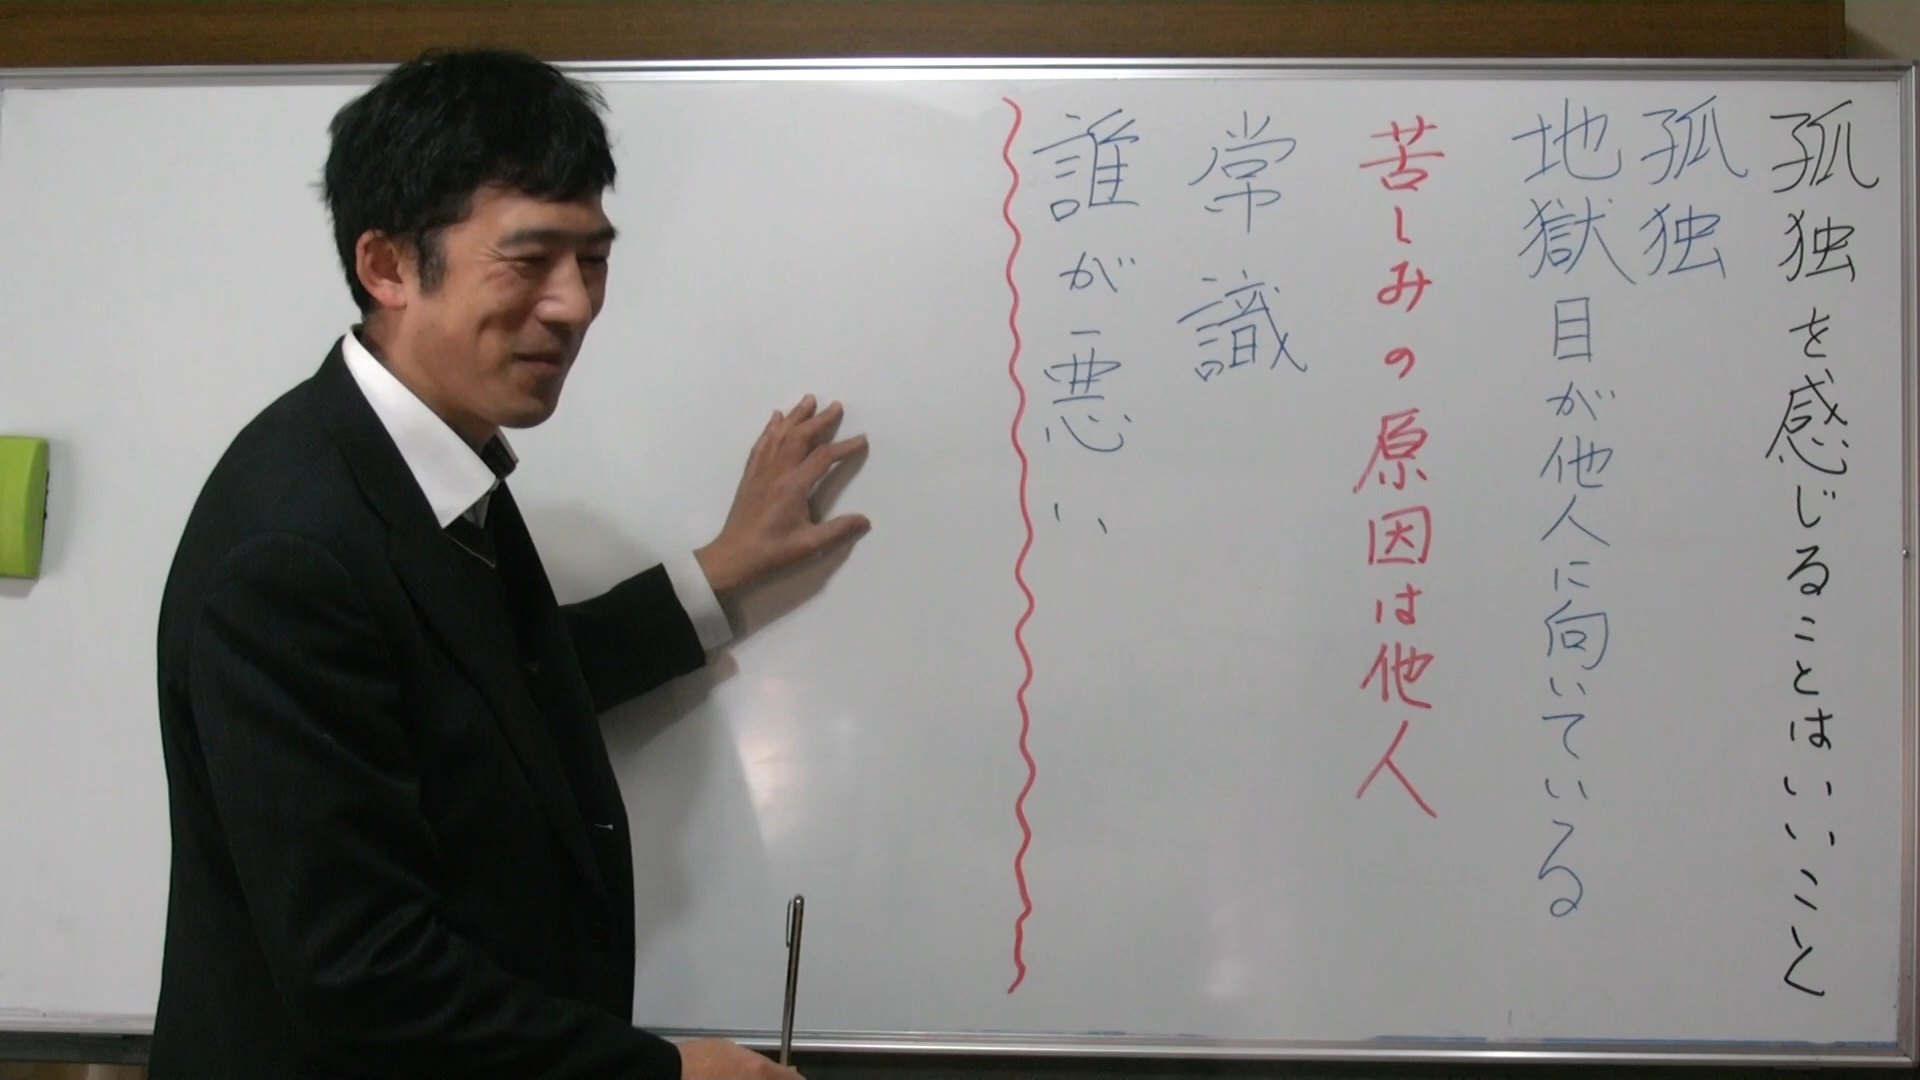 孤独を感じることはいいこと
孤独
地獄目が他人に向いている
苦しみの原因は他人
常識
誰が悪い